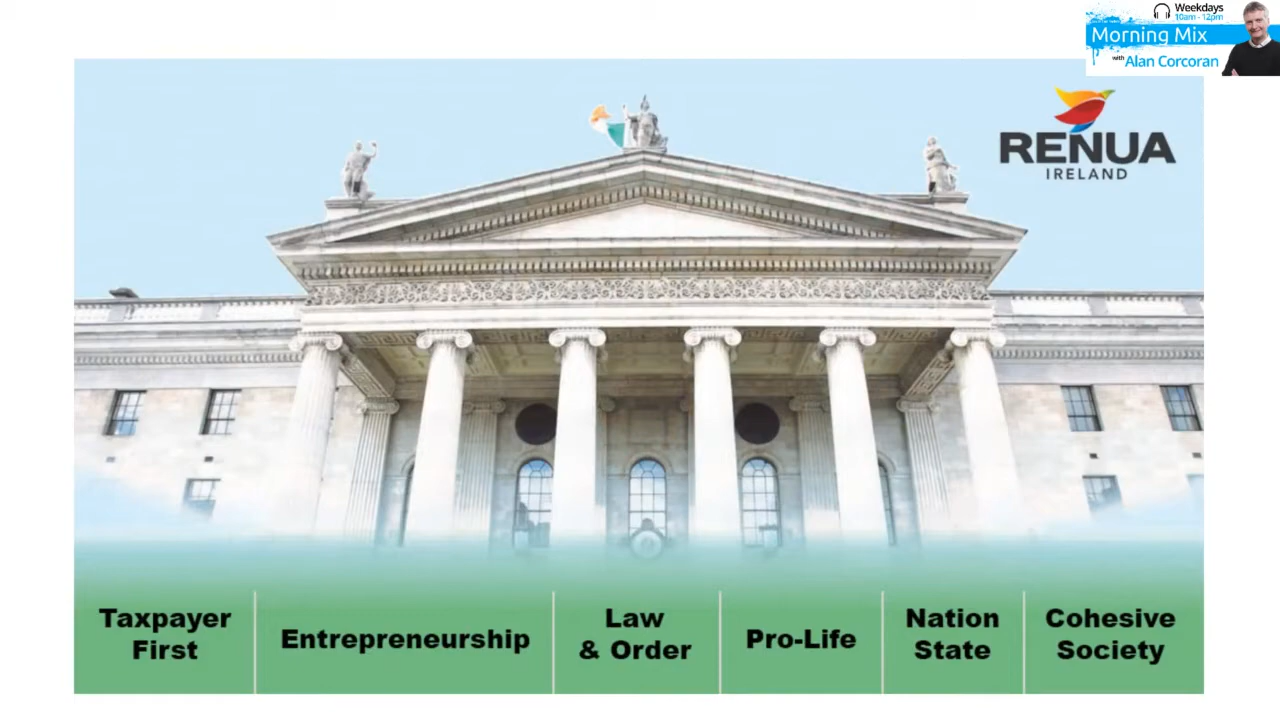 Weekdays
10am - 12pm
Morning Mix
with Alan Corcoran
RENUA
IRELAND
Taxpayer
First
Entrepreneurship
Law
& Order
Pro-Life
Nation
State
Cohesive
Society